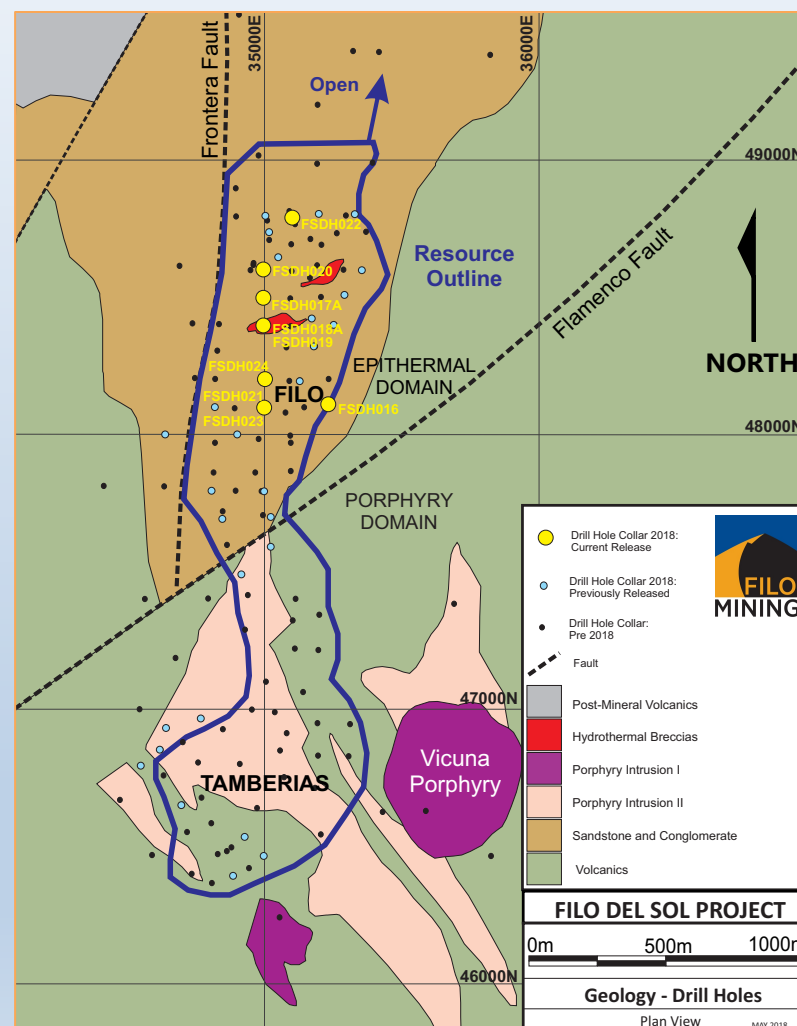 35000E
36000E
Frontera Fault
Open
49000N
FSDH022
Resource
Outline
Flamenco Fault
FSDH020
FSDH017A
FSDH018A
FSDH019
NORTH
FSDH024
EPITHERMAL
DOMAIN
FILO
FSDH021
FSDH023
FSDH016
48000N
PORPHYRY
DOMAIN
Drill Hole Collar 2018:
Current Release
Drill Hole Collar 2018:
Previously Released
Drill Hole Collar:
Pre 2018
Fault
FILO
MINING
47000N
Post-Mineral Volcanics
Hydrothermal Breccias
Porphyry Intrusion I
Porphyry Intrusion II
Sandstone and Conglomerate
Volcanics
Vicuna
Porphyry
TAMBERIAS
FILO DEL SOL PROJECT
0m 500m 1000m
46000N
Geology - Drill Holes
Plan View
MAY 2018